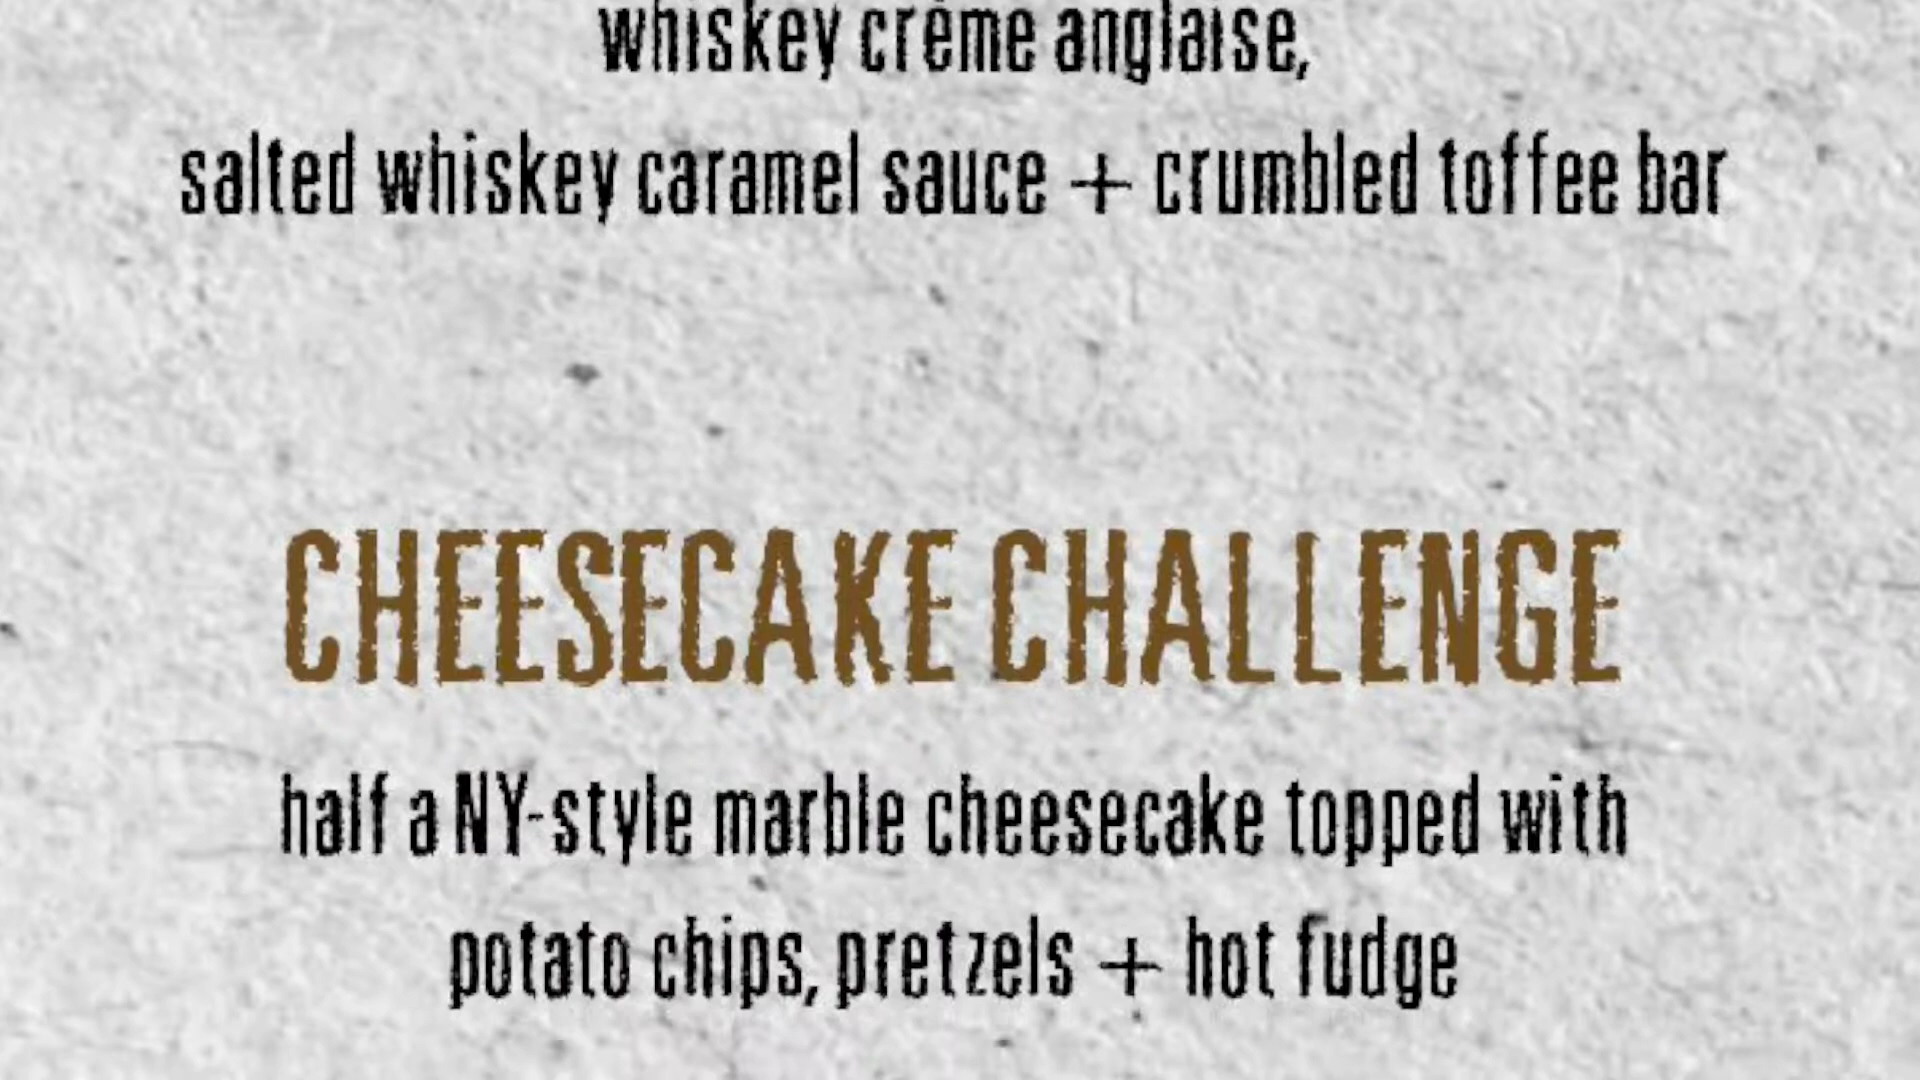 whiskey crème anglaise,
salted whiskey caramel sauce + crumbled toffee bar
CHEESECAKE CHALLENGE
half a NY-style marble cheesecake topped with
potato chips, pretzels + hot fudge